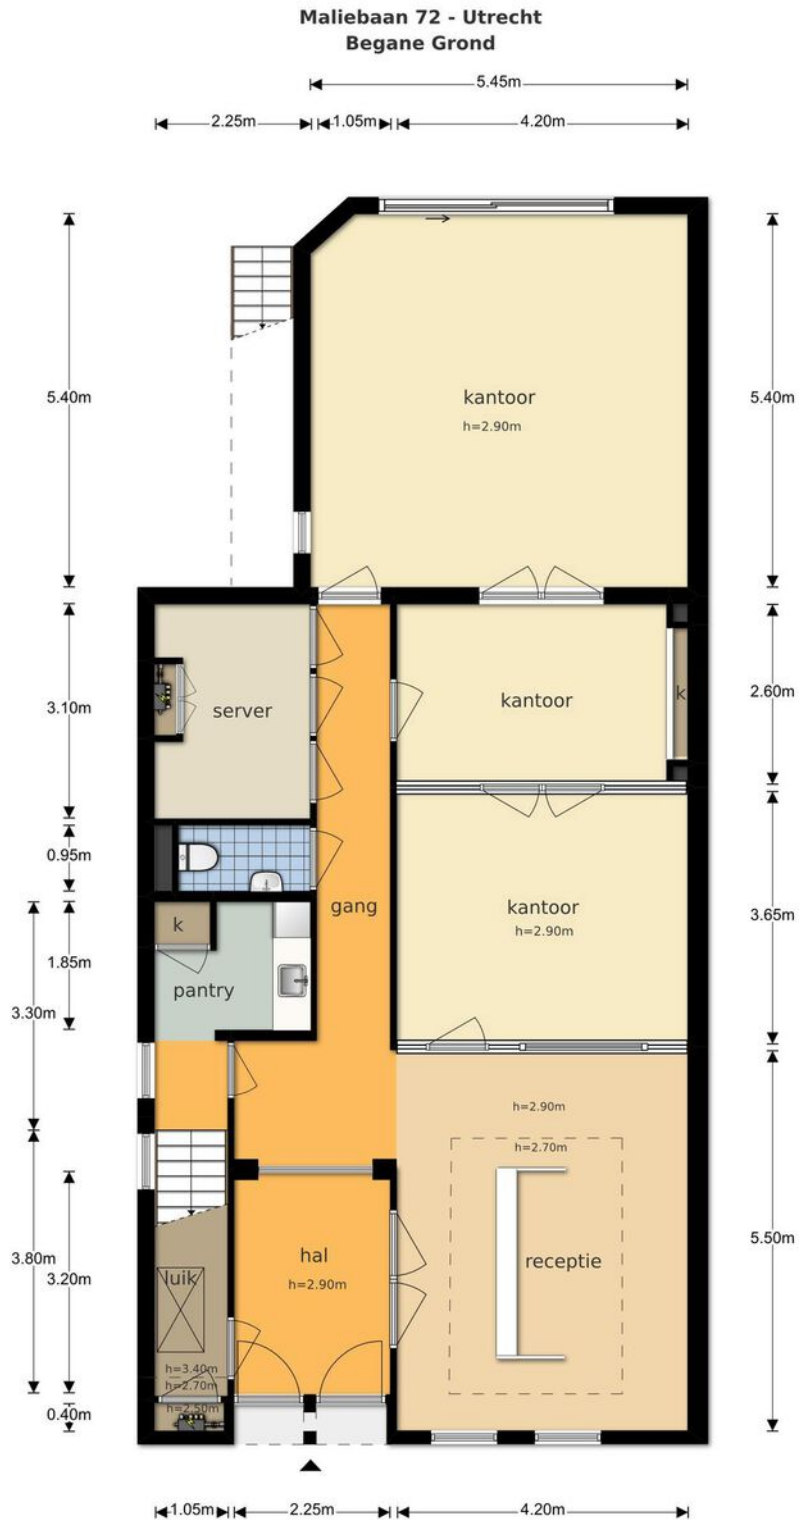 Maliebaan 72 - Utrecht
Begane Grond
5.45m
2.25m
1.05m
4.20m
5.40m
kantoor
h=2.90m
5.40m
3.10m
server
kantoor
k
2.60m
0.95m
gang
kantoor
h=2.90m
3.65m
k
1.85m
pantry
3.30m
h=2.90m
h=2.70m
3.80m
3.20m
luik
hal
h=2.90m
receptie
5.50m
h=3.40m
h=2.70m
h=2.50m
0.40m
1.05m
2.25m
4.20m